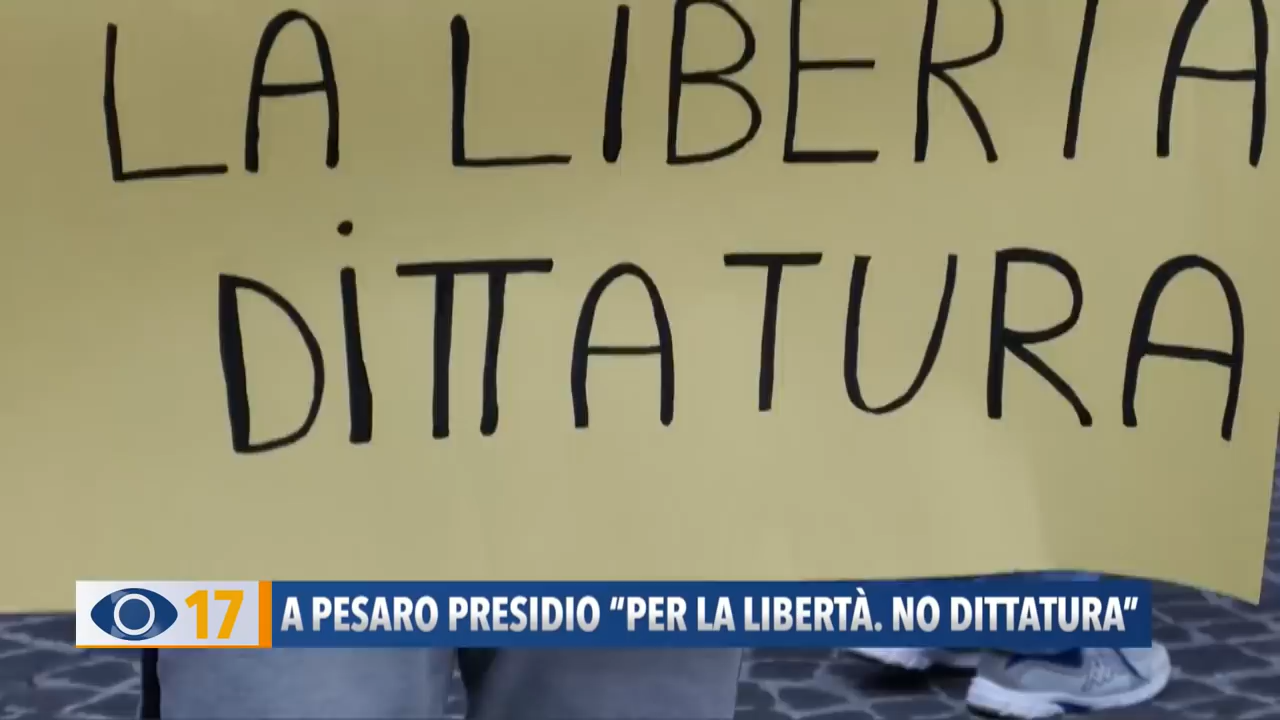 LA LIBERTA
DiTTATURA
17
A PESARO PRESIDIO “PER LA LIBERTÀ. NO DITTATURA”